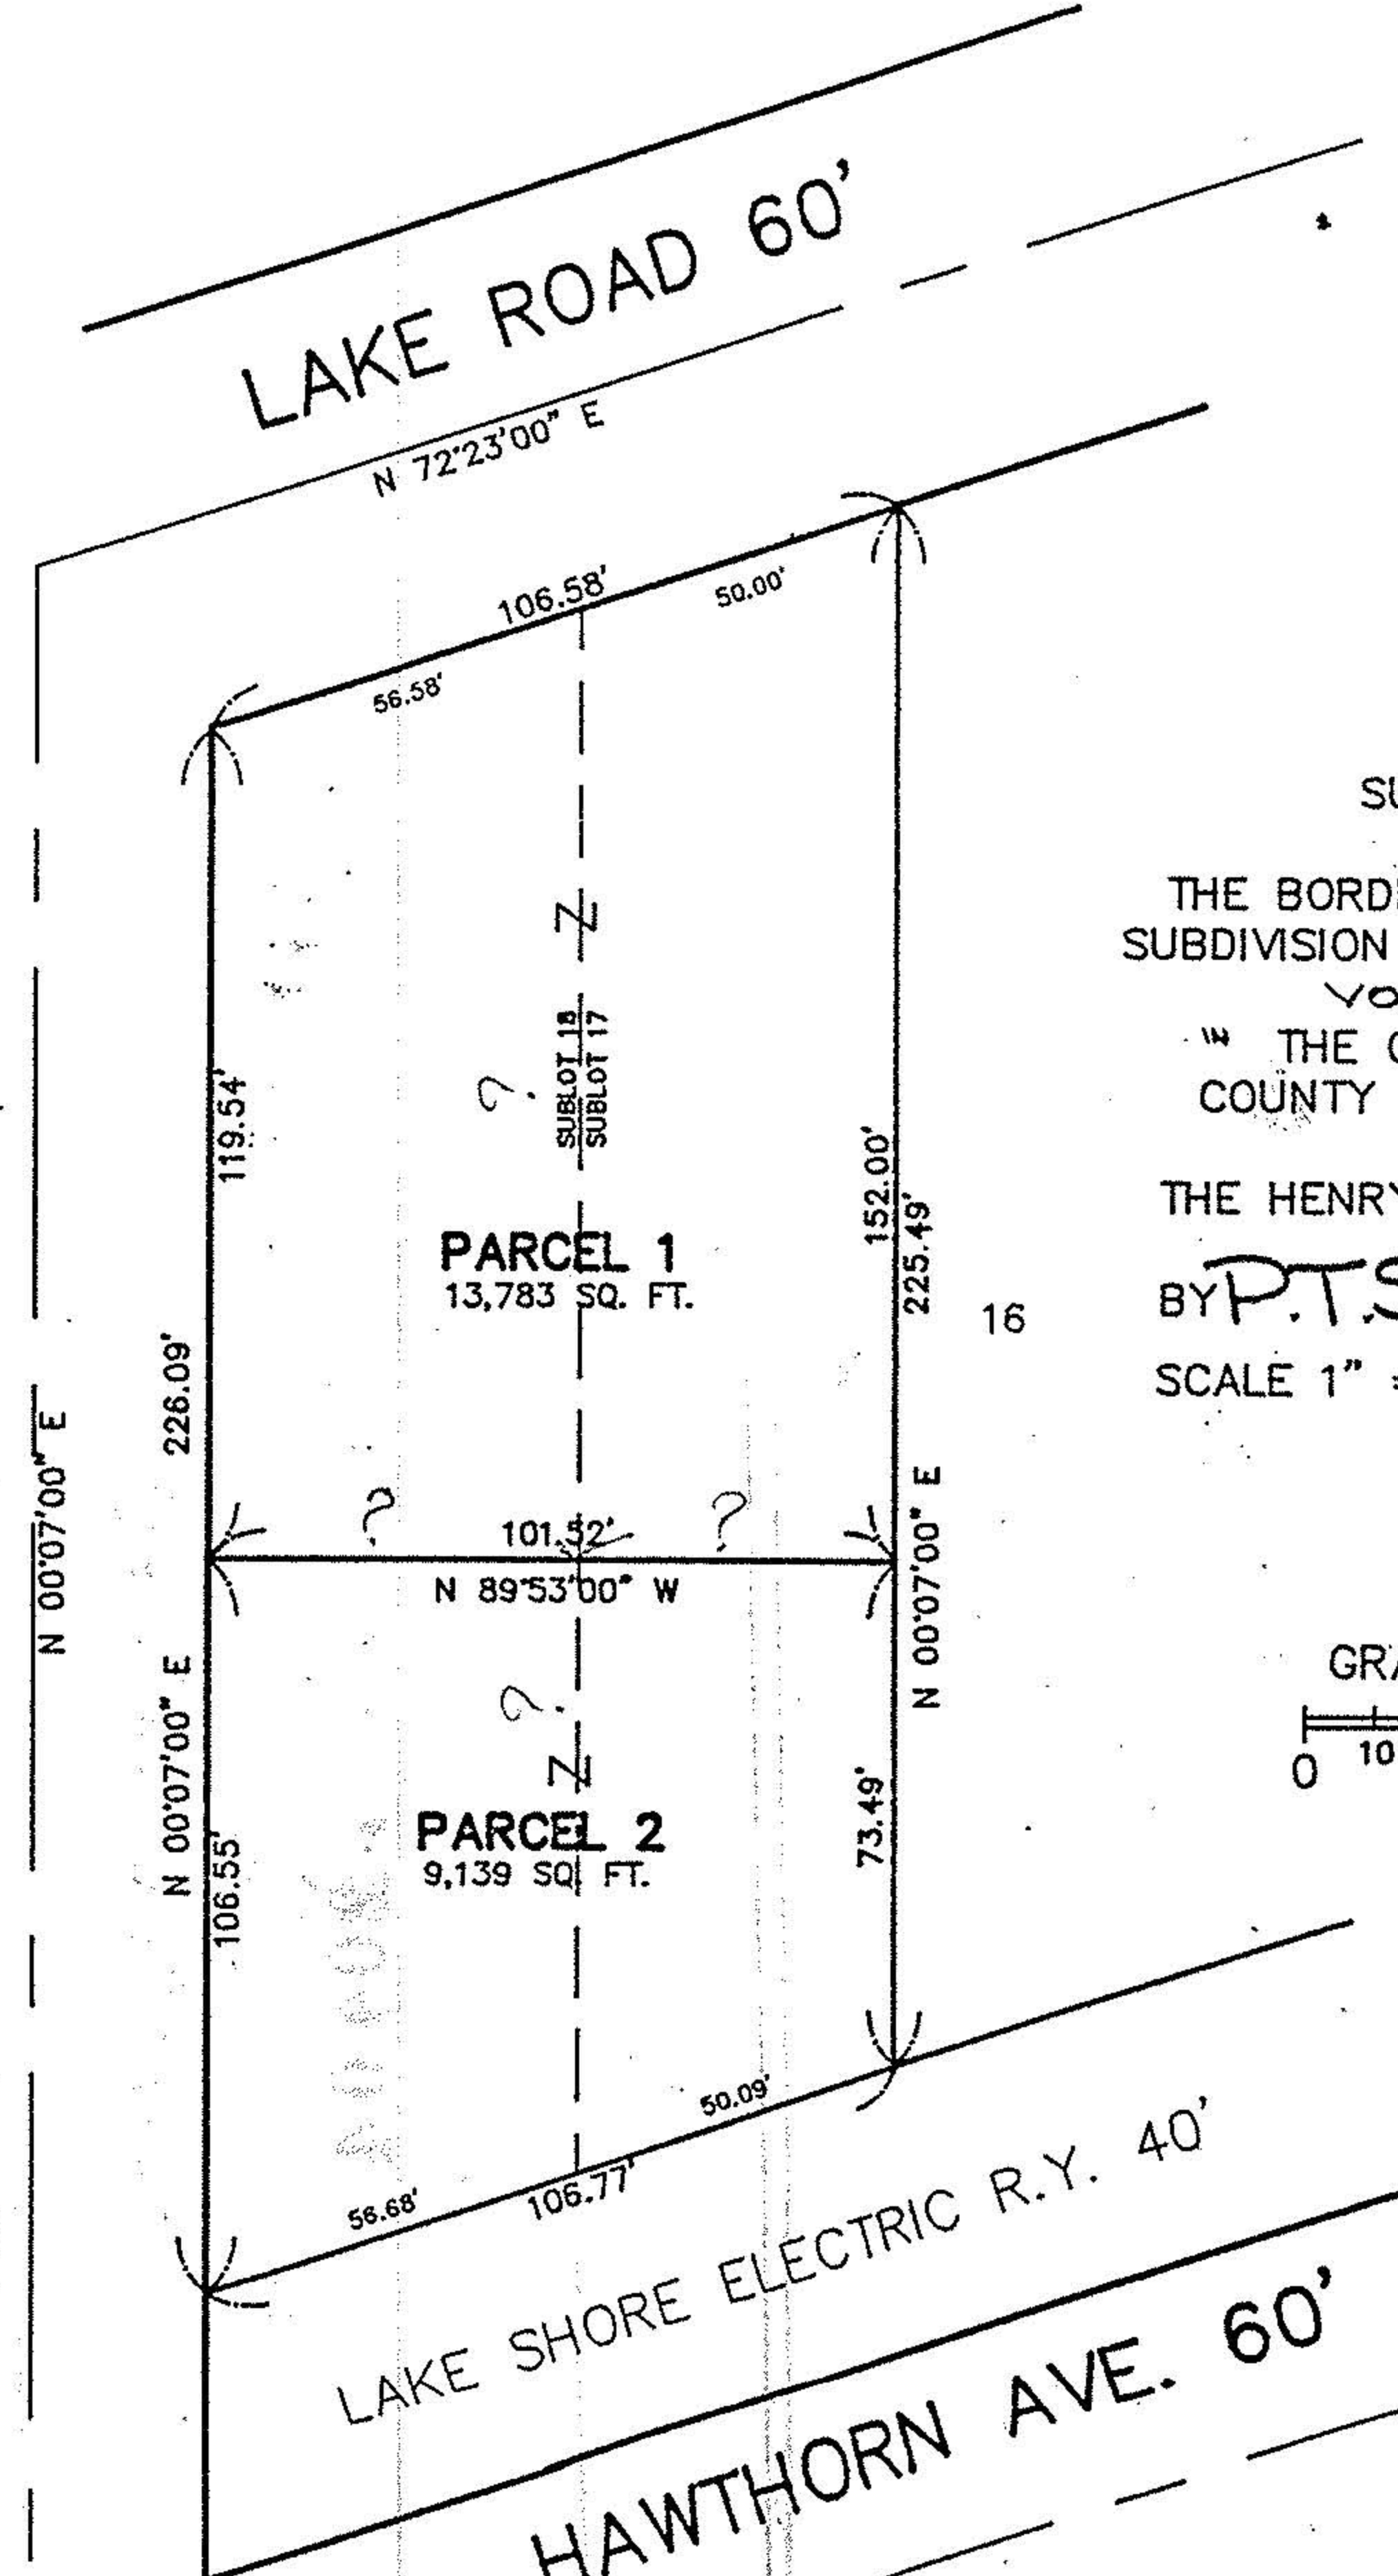 LAKE ROAD 60'
N 72°23'00" E
106.58'
50.00'
56.58'
SU
THE BORD
SUBDIVISION
VO
THE
COUNTY
SUBLOT 18
SUBLOT 17
?
119.54'
152.00'
225.49'
THE HENRY
PARCEL 1
13,783 SQ. FT.
16
BY P.T.S
SCALE 1" =
226.09'
N 00°07'00" E
?
?
101.52'
N 89°53'00" W
N 00°07'00" E
N 00°07'00" E
?
GRA
0 10
PARCEL 2
9,139 SQ. FT.
73.49'
106.55'
50.09'
56.68'
106.77'
LAKE SHORE ELECTRIC R.Y. 40'
HAWTHORN AVE. 60'